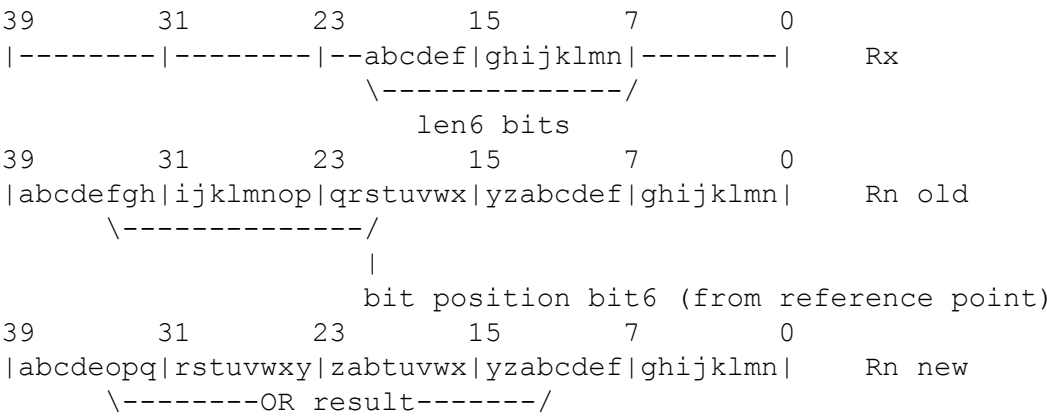 39 31 23 15 7 0
|--------|--------|--abcdef|ghijklmn|--------| Rx
\--------------/
len6 bits
39 31 23 15 7 0
|abcdefgh|ijklmnop|qrstuvwx|yzabcdef|ghijklmn| Rn old
\--------------/
|
bit position bit6 (from reference point)
39 31 23 15 7 0
|abcdeopq|rstuvwxy|zabtuvwx|yzabcdef|ghijklmn| Rn new
\--------OR result-------/